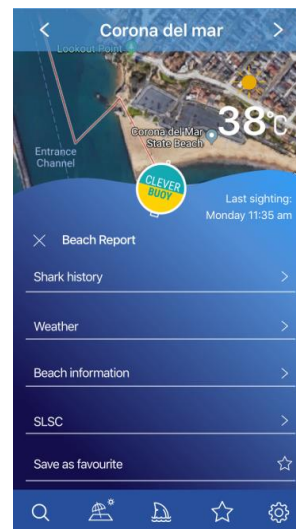 Corona del mar
Lookout Point
38°C
Corona del Mar
State Beach
Entrance
Channel
CLEVER
BUOY
Last sighting:
Monday 11:35 am
Beach Report
Shark history
Weather
Beach information
SLSC
Save as favourite